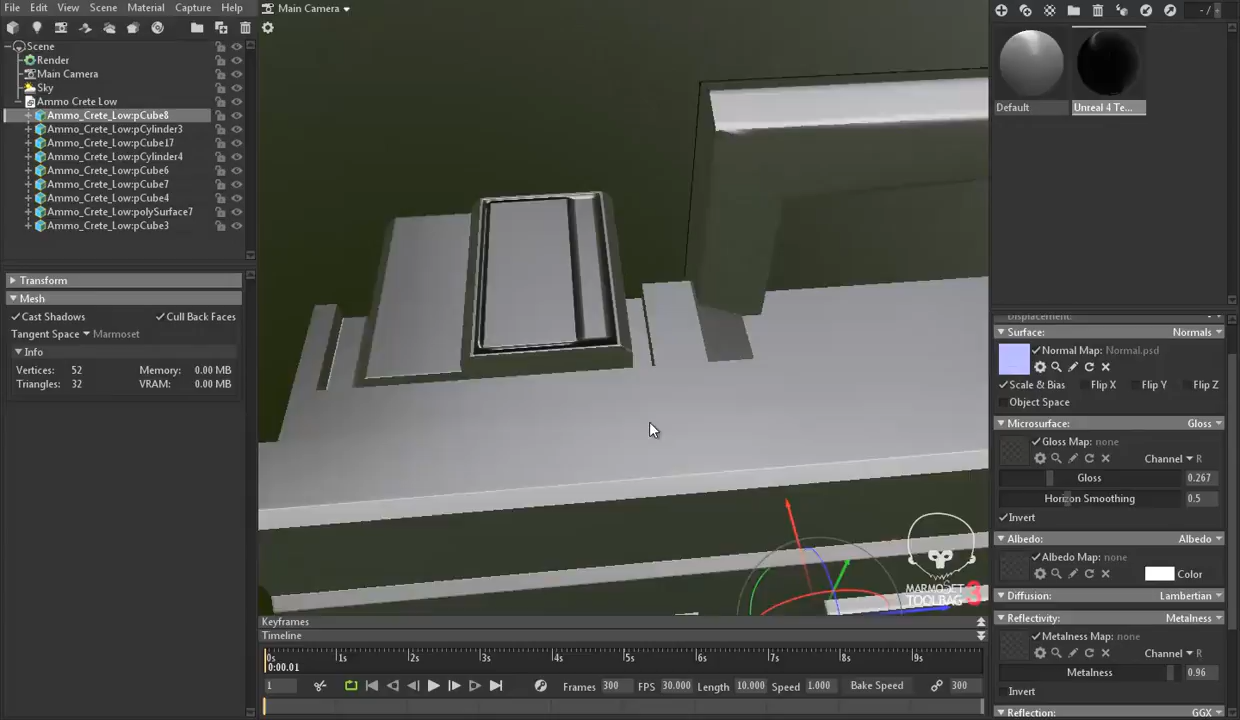 File Edit View Scene Material Capture Help
Main Camera
- /
Scene
Render
Main Camera
Sky
Ammo Crete Low
Ammo_Crete_Low:pCube8
Ammo_Crete_Low:pCylinder3
Ammo_Crete_Low:pCube17
Ammo_Crete_Low:pCylinder4
Ammo_Crete_Low:pCube6
Ammo_Crete_Low:pCube7
Ammo_Crete_Low:pCube4
Ammo_Crete_Low:polySurface7
Ammo_Crete_Low:pCube3
Transform
Mesh
Cast Shadows Cull Back Faces
Tangent Space Marmoset
Info
Vertices: 52 Memory: 0.00 MB
Triangles: 32 VRAM: 0.00 MB
Default Unreal 4 Te...
Displacement:
Surface: Normals
Normal Map: Normal.psd
Scale & Bias Flip X Flip Y Flip Z
Object Space
Microsurface: Gloss
Gloss Map: none
Channel R
Gloss 0.267
Horizon Smoothing 0.5
Invert
Albedo: Albedo
Albedo Map: none
Color
Diffusion: Lambertian
Reflectivity: Metalness
Metalness Map: none
Channel R
Metalness 0.96
Invert
Reflection: GGX
MARMOSET
TOOLBAG 3
Keyframes
Timeline
0s 1s 2s 3s 4s 5s 6s 7s 8s 9s
0:00.01
1 Frames 300 FPS 30.000 Length 10.000 Speed 1.000 Bake Speed 300